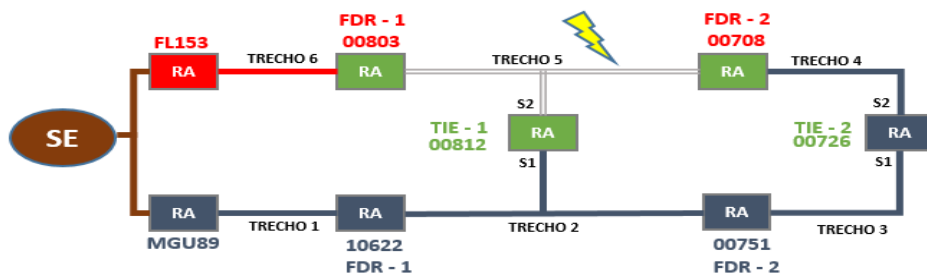 FDR - 1
00803
FDR - 2
00708
FL153
TRECHO 6
TRECHO 5
TRECHO 4
RA
RA
RA
S2
S2
SE
TIE - 1
00812
RA
TIE - 2
00726
RA
S1
S1
RA
RA
RA
TRECHO 1
TRECHO 2
TRECHO 3
MGU89
10622
FDR - 1
00751
FDR - 2